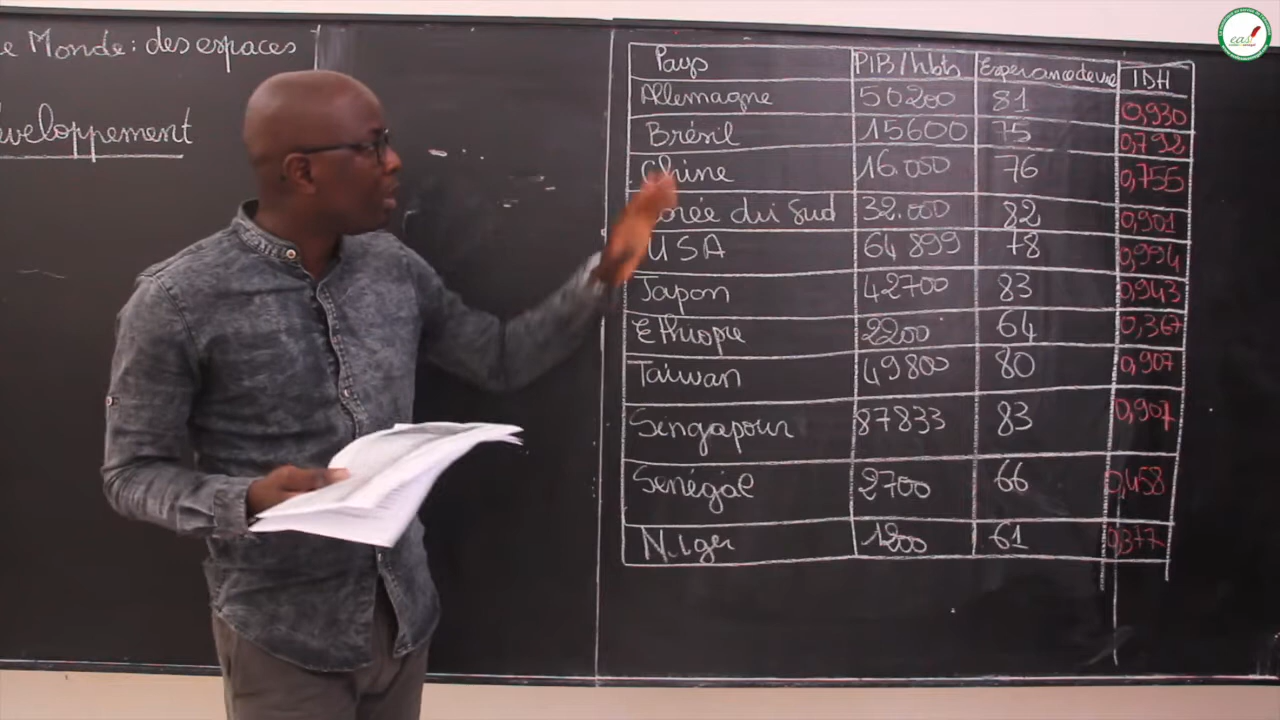 e Monde: des espaces
éveloppement
Pays PIB/hbts Espérance de vie IDH
Allemagne 50200 81 0,930
Brésil 15600 75 0,792
Chine 16.050 76 0,755
orée du Sud 32.000 82 0,901
USA 64 899 78 0,994
Japon 42700 83 0,943
Ethiopie 2200 64 0,367
Taiwan 49800 80 0,907
Singapour 87833 83 0,907
Sénégal 2700 66 0,458
Niger 1200 61 0,377
eas!